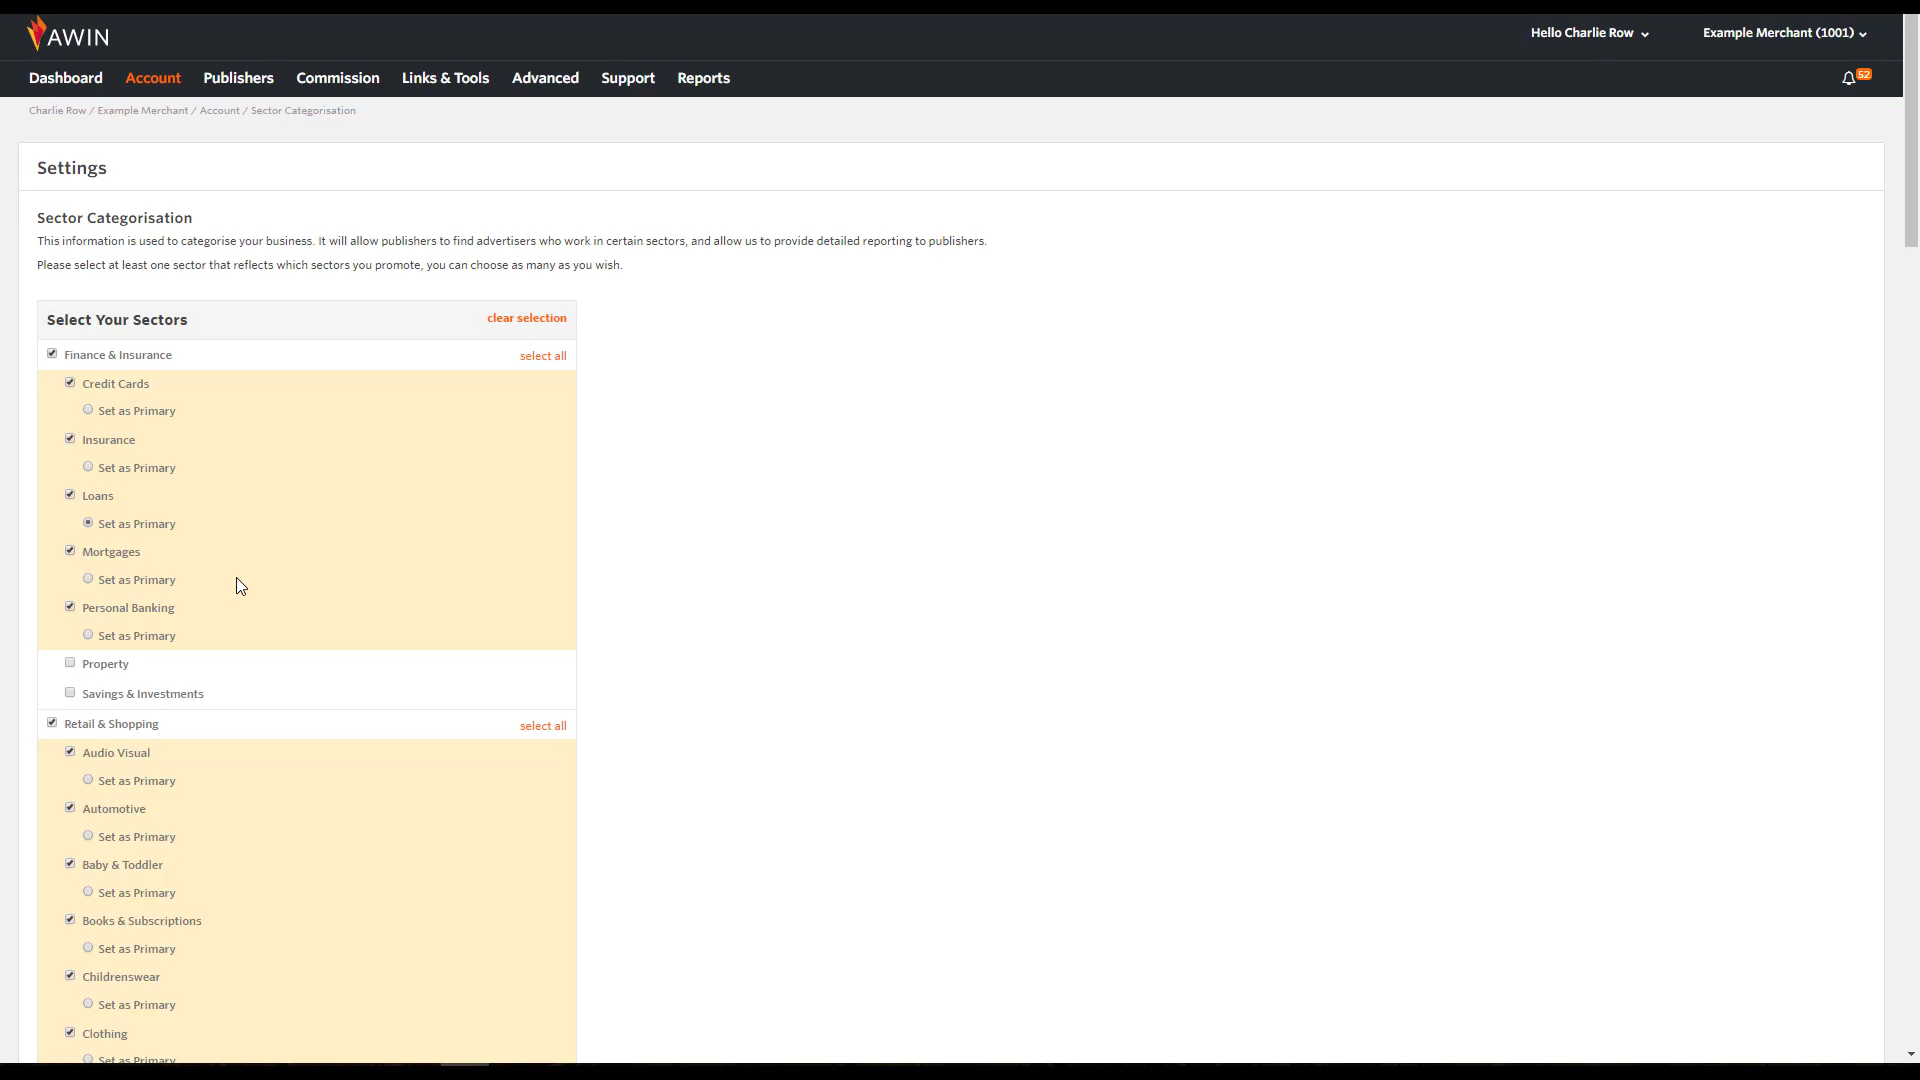 AWIN
Hello Charlie Row
Example Merchant (1001)
Dashboard Account Publishers Commission Links & Tools Advanced Support Reports
52
Charlie Row / Example Merchant / Account / Sector Categorisation
Settings
Sector Categorisation
This information is used to categorise your business. It will allow publishers to find advertisers who work in certain sectors, and allow us to provide detailed reporting to publishers.
Please select at least one sector that reflects which sectors you promote, you can choose as many as you wish.
Select Your Sectors clear selection
Finance & Insurance select all
Credit Cards
Set as Primary
Insurance
Set as Primary
Loans
Set as Primary
Mortgages
Set as Primary
Personal Banking
Set as Primary
Property
Savings & Investments
Retail & Shopping select all
Audio Visual
Set as Primary
Automotive
Set as Primary
Baby & Toddler
Set as Primary
Books & Subscriptions
Set as Primary
Childrenswear
Set as Primary
Clothing
Set as Primary